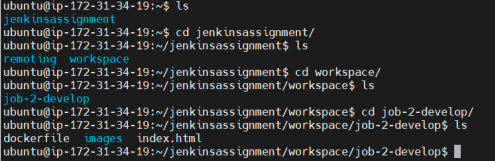 ubuntu@ip-172-31-34-19:~$ ls
jenkinsassignment
ubuntu@ip-172-31-34-19:~$ cd jenkinsassignment/
ubuntu@ip-172-31-34-19:~/jenkinsassignment$ ls
remoting  workspace
ubuntu@ip-172-31-34-19:~/jenkinsassignment$ cd workspace/
ubuntu@ip-172-31-34-19:~/jenkinsassignment/workspace$ ls
job-2-develop
ubuntu@ip-172-31-34-19:~/jenkinsassignment/workspace$ cd job-2-develop/
ubuntu@ip-172-31-34-19:~/jenkinsassignment/workspace/job-2-develop$ ls
dockerfile  images  index.html
ubuntu@ip-172-31-34-19:~/jenkinsassignment/workspace/job-2-develop$